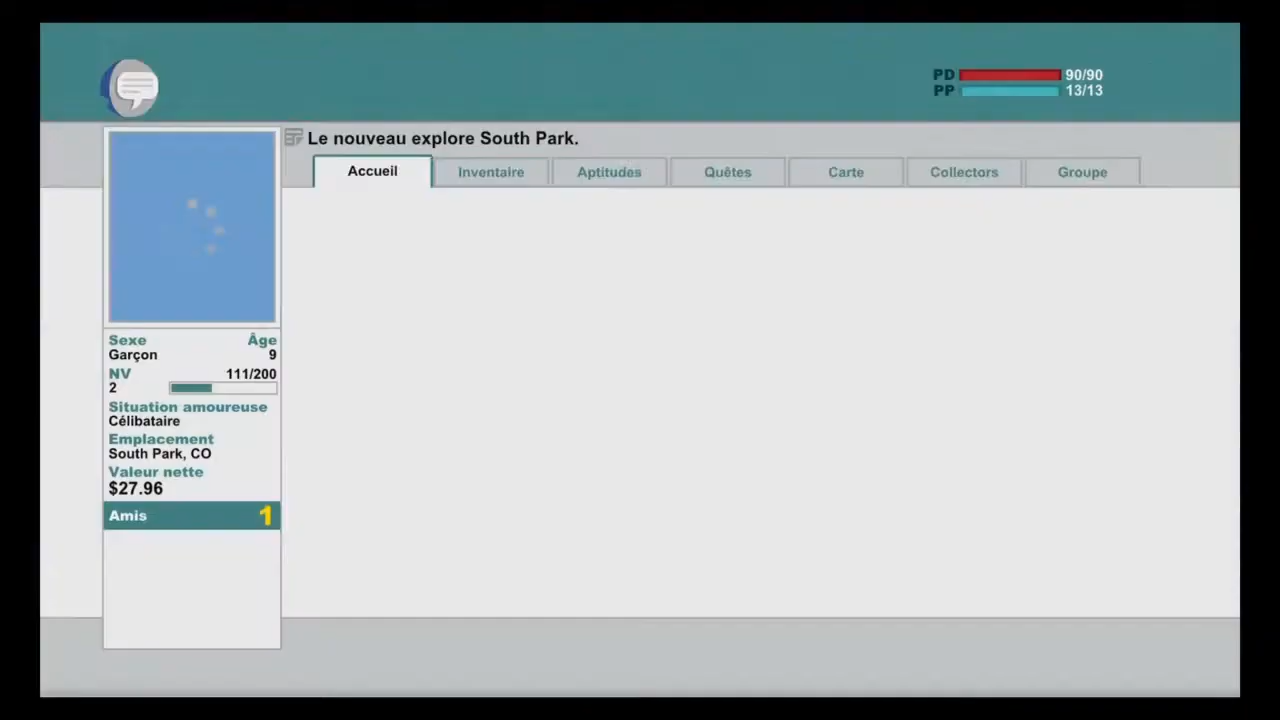 PD 90/90
PP 13/13
Le nouveau explore South Park.
Accueil Inventaire Aptitudes Quêtes Carte Collectors Groupe
Sexe Âge
Garçon 9
NV 111/200
2
Situation amoureuse
Célibataire
Emplacement
South Park, CO
Valeur nette
$27.96
Amis 1